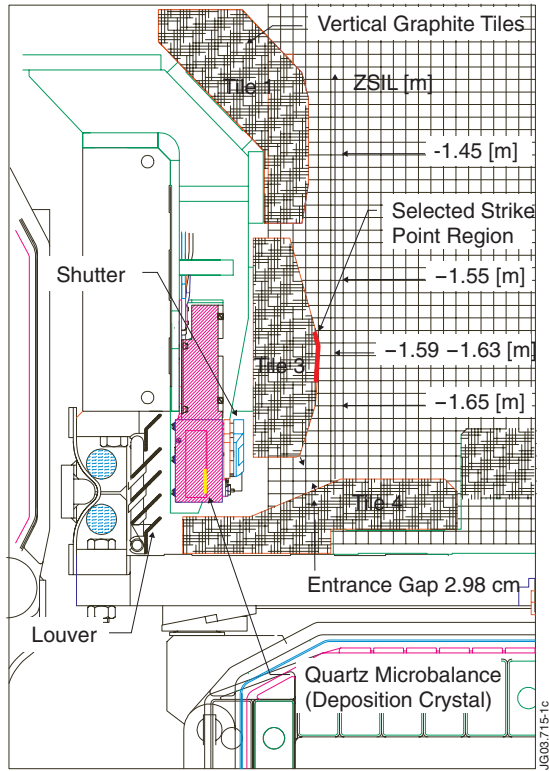 Vertical Graphite Tiles
Tile 1
ZSIL [m]
-1.45 [m]
Selected Strike
Point Region
Shutter
−1.55 [m]
Tile 3
−1.59 −1.63 [m]
−1.65 [m]
Tile 4
Entrance Gap 2.98 cm
Louver
Quartz Microbalance
(Deposition Crystal)
JG03.715-1c